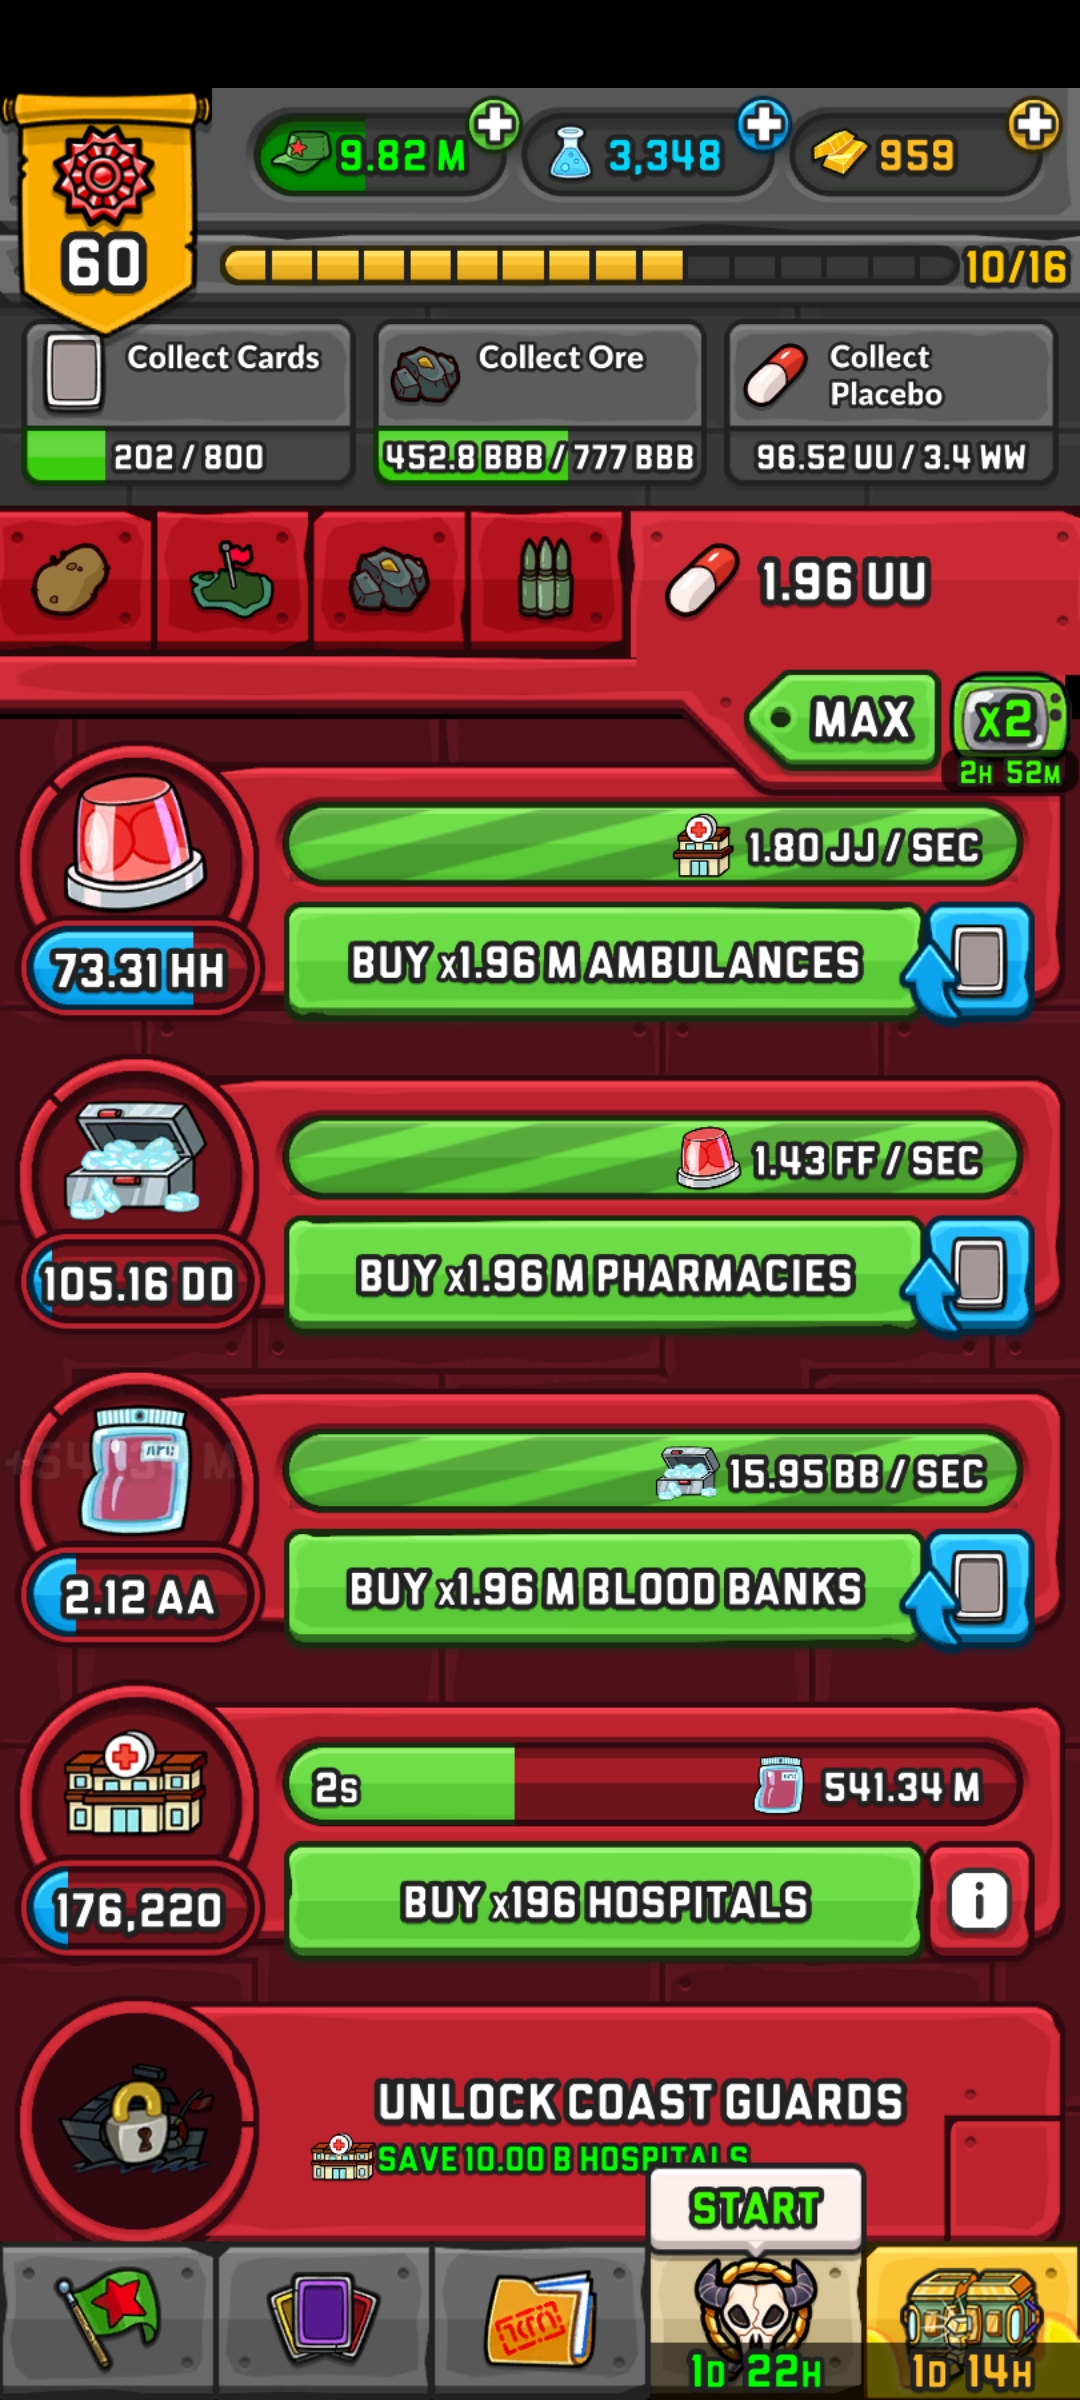 9.82 M
3,348
959
60
10/16
Collect Cards
202 / 800
Collect Ore
452.8 BBB / 777 BBB
Collect
Placebo
96.52 UU / 3.4 WW
1.96 UU
MAX
x2
2H 52M
1.80 JJ / SEC
73.31 HH
BUY x1.96 M AMBULANCES
1.43 FF / SEC
105.16 DD
BUY x1.96 M PHARMACIES
15.95 BB / SEC
2.12 AA
BUY x1.96 M BLOOD BANKS
2s
541.34 M
176,220
BUY x196 HOSPITALS
i
UNLOCK COAST GUARDS
SAVE 10.00 B HOSPITALS
START
1D 22H
1D 14H